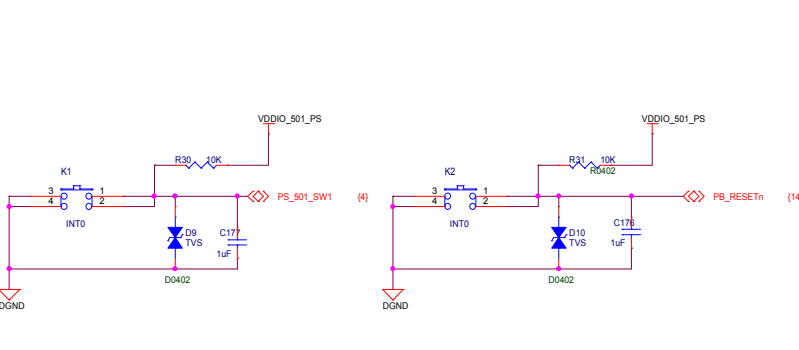 VDDIO_501_PS
R30 10K
K1
3 1
4 2
INT0
PS_501_SW1 {4}
D9
TVS
C177
1uF
D0402
DGND
VDDIO_501_PS
R31 10K
R0402
K2
3 1
4 2
INT0
PB_RESETn {14
D10
TVS
C176
1uF
D0402
DGND